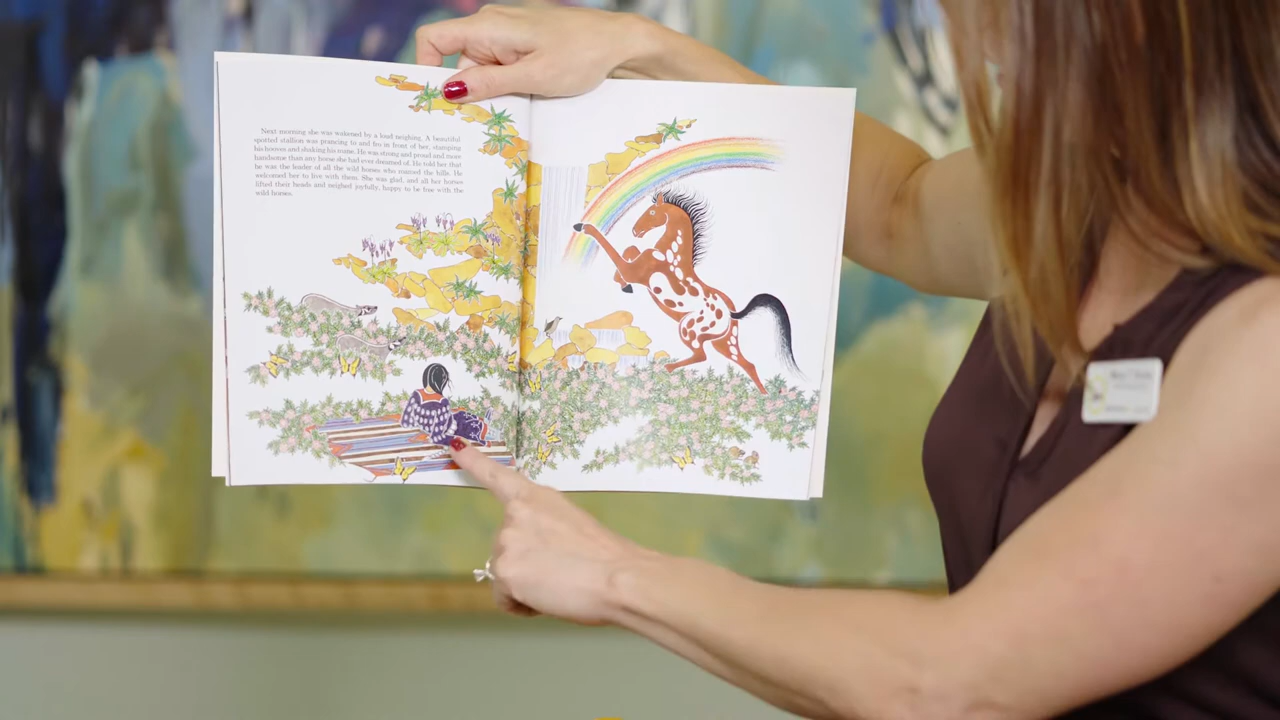 Next morning she was wakened by a loud neighing. A beautiful
spotted stallion was prancing to and fro in front of her, stamping
his hooves and shaking his mane. He was strong and proud and more
handsome than any horse she had ever dreamed of. He told her that
he was the leader of all the wild horses who roamed the hills. He
welcomed her to live with them. She was glad, and all her horses
lifted their heads and neighed joyfully, happy to be free with the
wild horses.